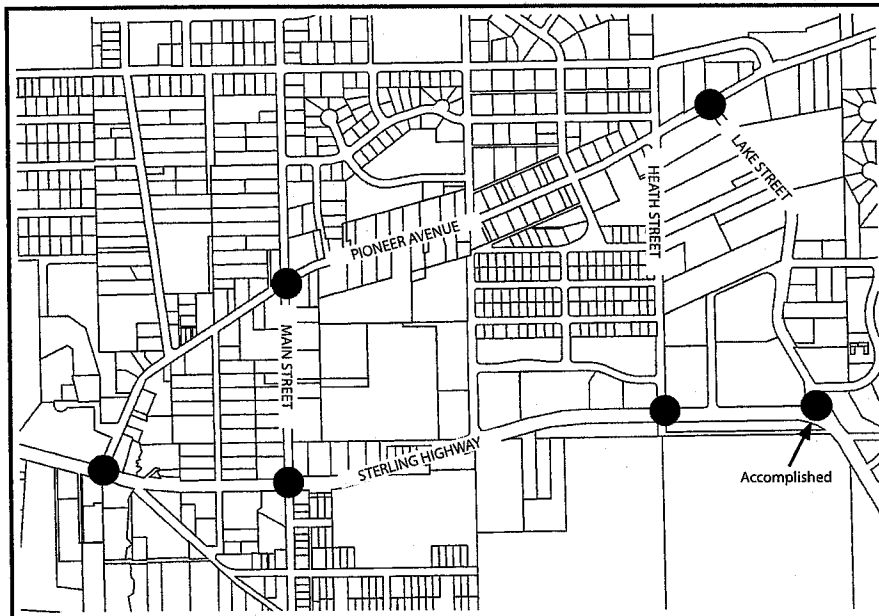 PIONEER AVENUE
LAKE STREET
HEATH STREET
MAIN STREET
STERLING HIGHWAY
Accomplished